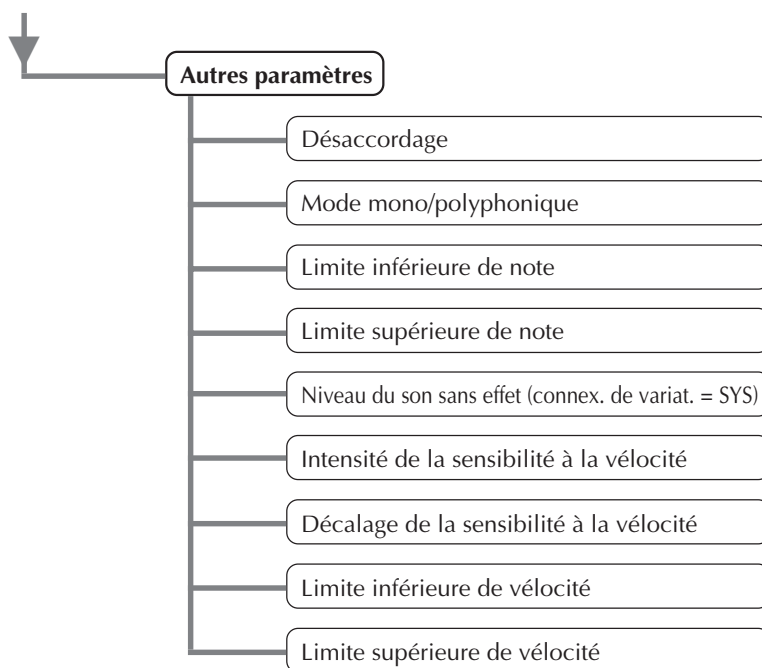 Autres paramètres
Désaccordage
Mode mono/polyphonique
Limite inférieure de note
Limite supérieure de note
Niveau du son sans effet (connex. de variat. = SYS)
Intensité de la sensibilité à la vélocité
Décalage de la sensibilité à la vélocité
Limite inférieure de vélocité
Limite supérieure de vélocité